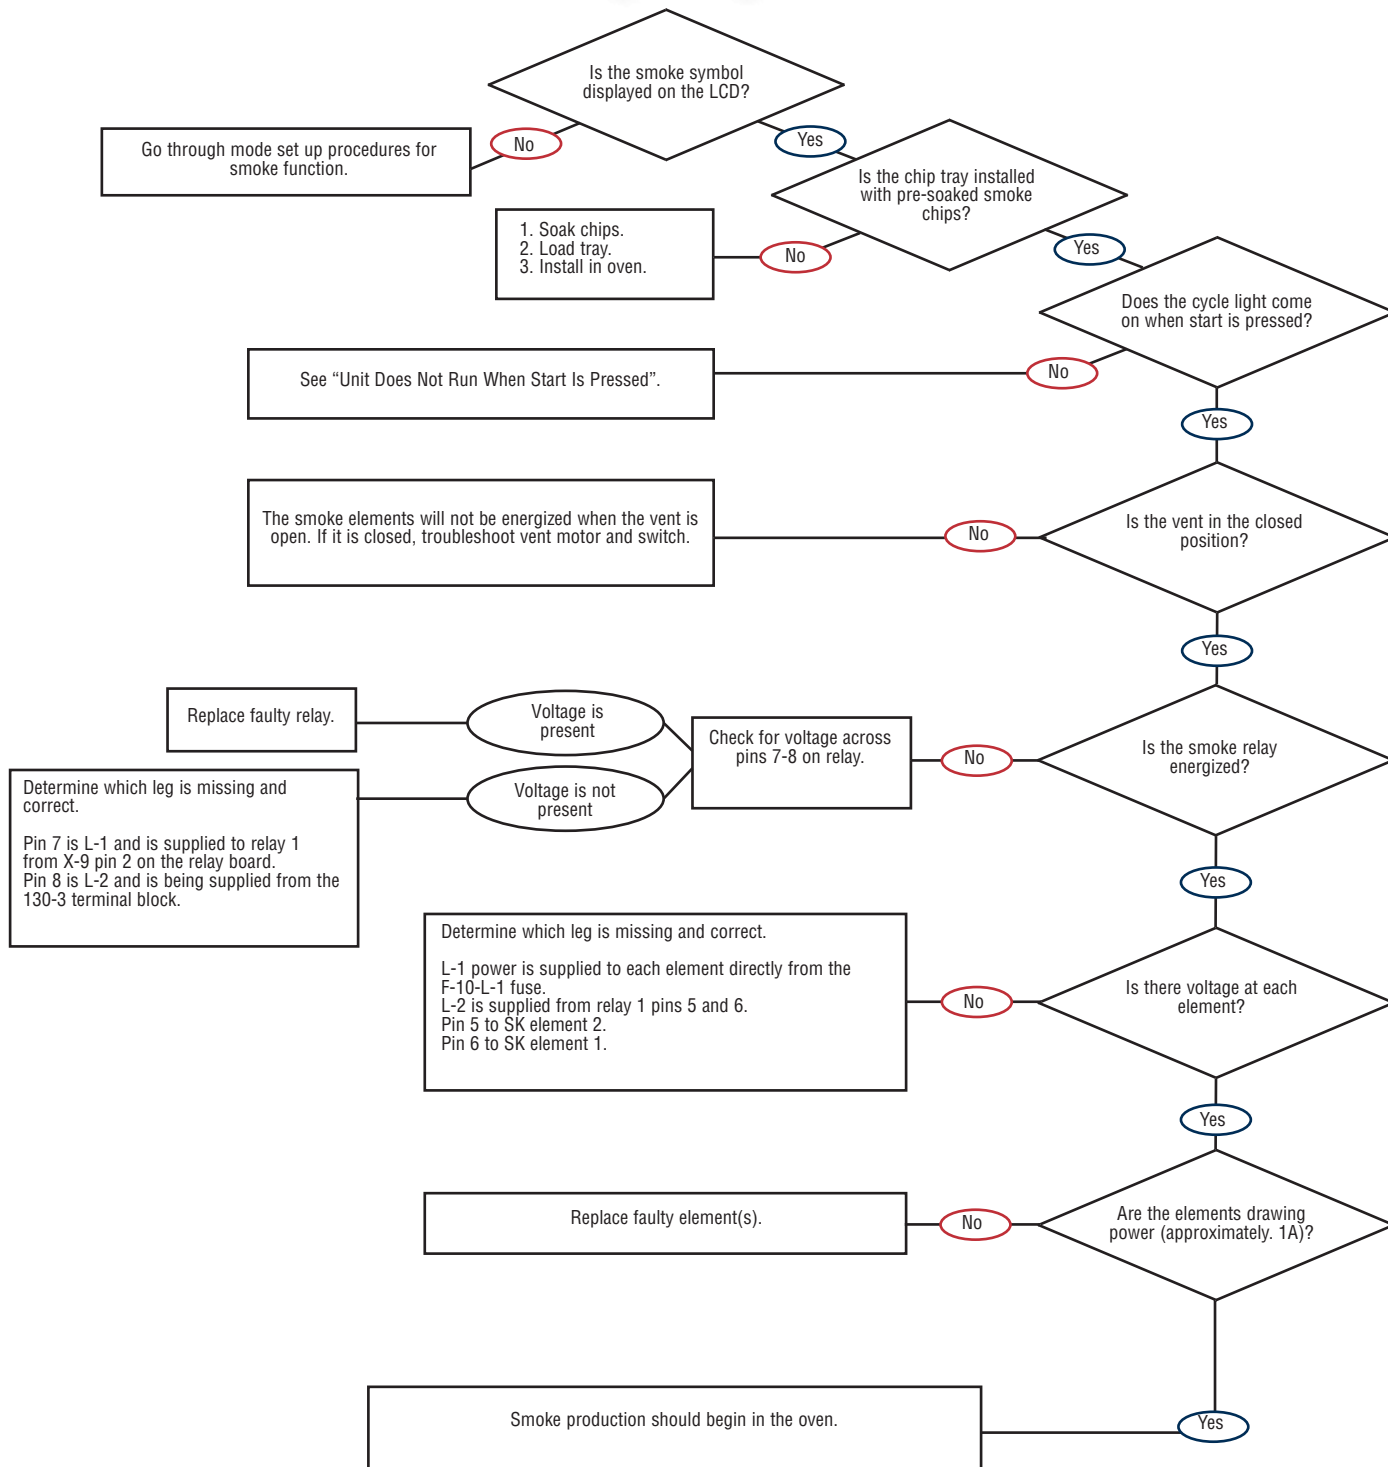 Is the smoke symbol
displayed on the LCD?
No
Yes
Go through mode set up procedures for
smoke function.
Is the chip tray installed
with pre-soaked smoke
chips?
1. Soak chips.
2. Load tray.
3. Install in oven.
No
Yes
Does the cycle light come
on when start is pressed?
See “Unit Does Not Run When Start Is Pressed”.
No
Yes
The smoke elements will not be energized when the vent is
open. If it is closed, troubleshoot vent motor and switch.
No
Is the vent in the closed
position?
Yes
Replace faulty relay.
Voltage is
present
Check for voltage across
pins 7-8 on relay.
No
Is the smoke relay
energized?
Determine which leg is missing and
correct.
Pin 7 is L-1 and is supplied to relay 1
from X-9 pin 2 on the relay board.
Pin 8 is L-2 and is being supplied from the
130-3 terminal block.
Voltage is not
present
Yes
Determine which leg is missing and correct.
L-1 power is supplied to each element directly from the
F-10-L-1 fuse.
L-2 is supplied from relay 1 pins 5 and 6.
Pin 5 to SK element 2.
Pin 6 to SK element 1.
No
Is there voltage at each
element?
Yes
Replace faulty element(s).
No
Are the elements drawing
power (approximately. 1A)?
Smoke production should begin in the oven.
Yes